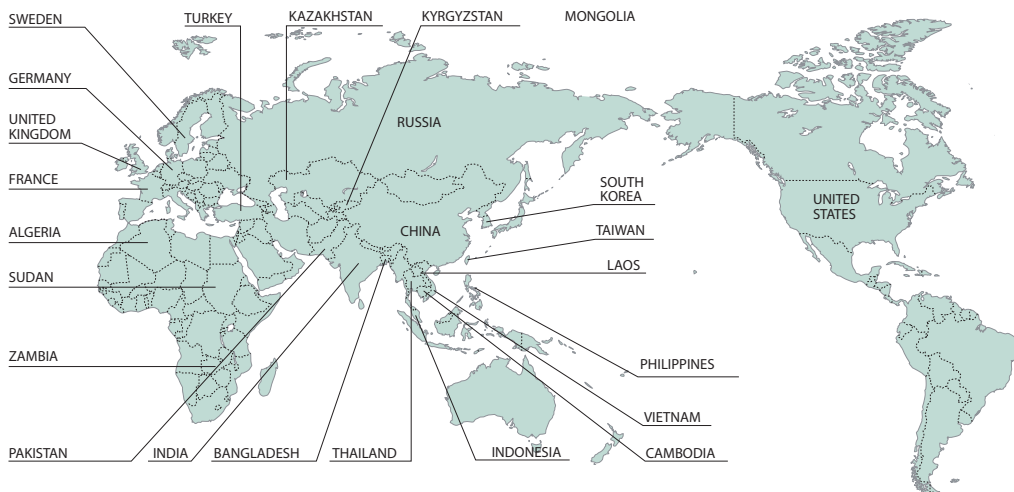 SWEDEN
TURKEY
KAZAKHSTAN
KYRGYZSTAN
MONGOLIA
GERMANY
UNITED
KINGDOM
RUSSIA
FRANCE
SOUTH
KOREA
UNITED
STATES
ALGERIA
CHINA
TAIWAN
LAOS
SUDAN
ZAMBIA
PHILIPPINES
VIETNAM
PAKISTAN
INDIA
BANGLADESH
THAILAND
INDONESIA
CAMBODIA